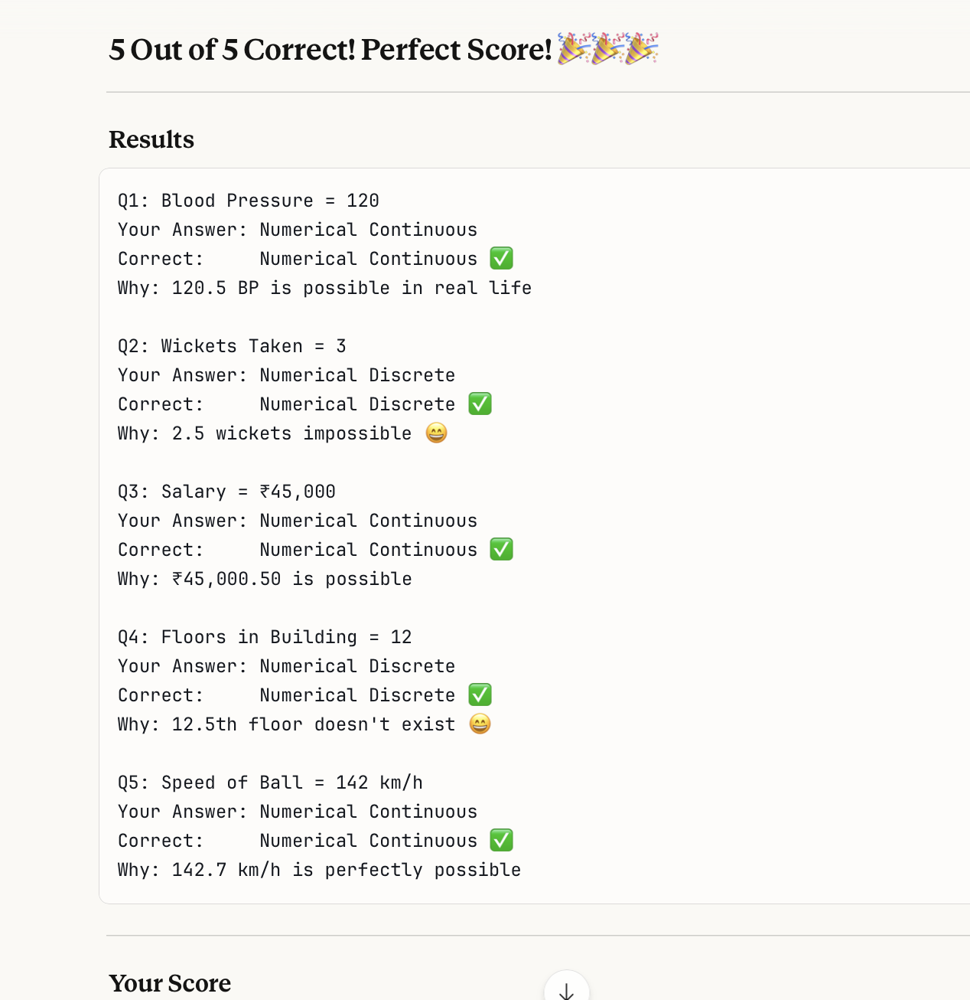 5 Out of 5 Correct! Perfect Score! 🎉🎉🎉
Results
Q1: Blood Pressure = 120
Your Answer: Numerical Continuous
Correct:     Numerical Continuous ✅
Why: 120.5 BP is possible in real life
Q2: Wickets Taken = 3
Your Answer: Numerical Discrete
Correct:     Numerical Discrete ✅
Why: 2.5 wickets impossible 😄
Q3: Salary = ₹45,000
Your Answer: Numerical Continuous
Correct:     Numerical Continuous ✅
Why: ₹45,000.50 is possible
Q4: Floors in Building = 12
Your Answer: Numerical Discrete
Correct:     Numerical Discrete ✅
Why: 12.5th floor doesn't exist 😄
Q5: Speed of Ball = 142 km/h
Your Answer: Numerical Continuous
Correct:     Numerical Continuous ✅
Why: 142.7 km/h is perfectly possible
Your Score